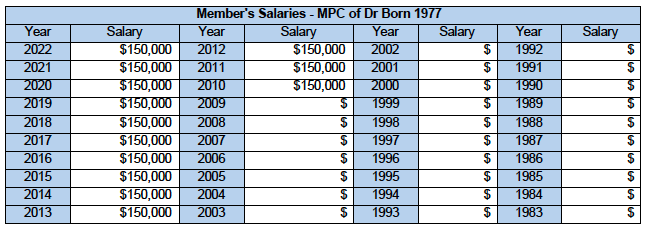 Member's Salaries - MPC of Dr Born 1977
Year Salary Year Salary Year Salary Year Salary
2022 $150,000 2012 $150,000 2002 $ 1992 $
2021 $150,000 2011 $150,000 2001 $ 1991 $
2020 $150,000 2010 $150,000 2000 $ 1990 $
2019 $150,000 2009 $ 1999 $ 1989 $
2018 $150,000 2008 $ 1998 $ 1988 $
2017 $150,000 2007 $ 1997 $ 1987 $
2016 $150,000 2006 $ 1996 $ 1986 $
2015 $150,000 2005 $ 1995 $ 1985 $
2014 $150,000 2004 $ 1994 $ 1984 $
2013 $150,000 2003 $ 1993 $ 1983 $